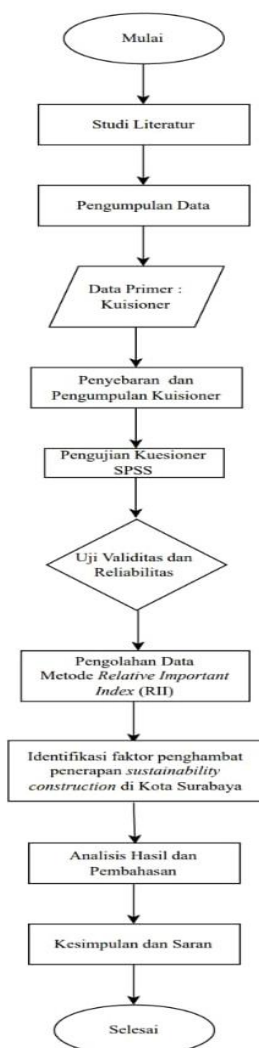 Mulai
Studi Literatur
Pengumpulan Data
Data Primer :
Kuisioner
Penyebaran dan
Pengumpulan Kuisioner
Pengujian Kuesioner
SPSS
Uji Validitas dan
Reliabilitas
Pengolahan Data
Metode Relative Important
Index (RII)
Identifikasi faktor penghambat
penerapan sustainability
construction di Kota Surabaya
Analisis Hasil dan
Pembahasan
Kesimpulan dan Saran
Selesai